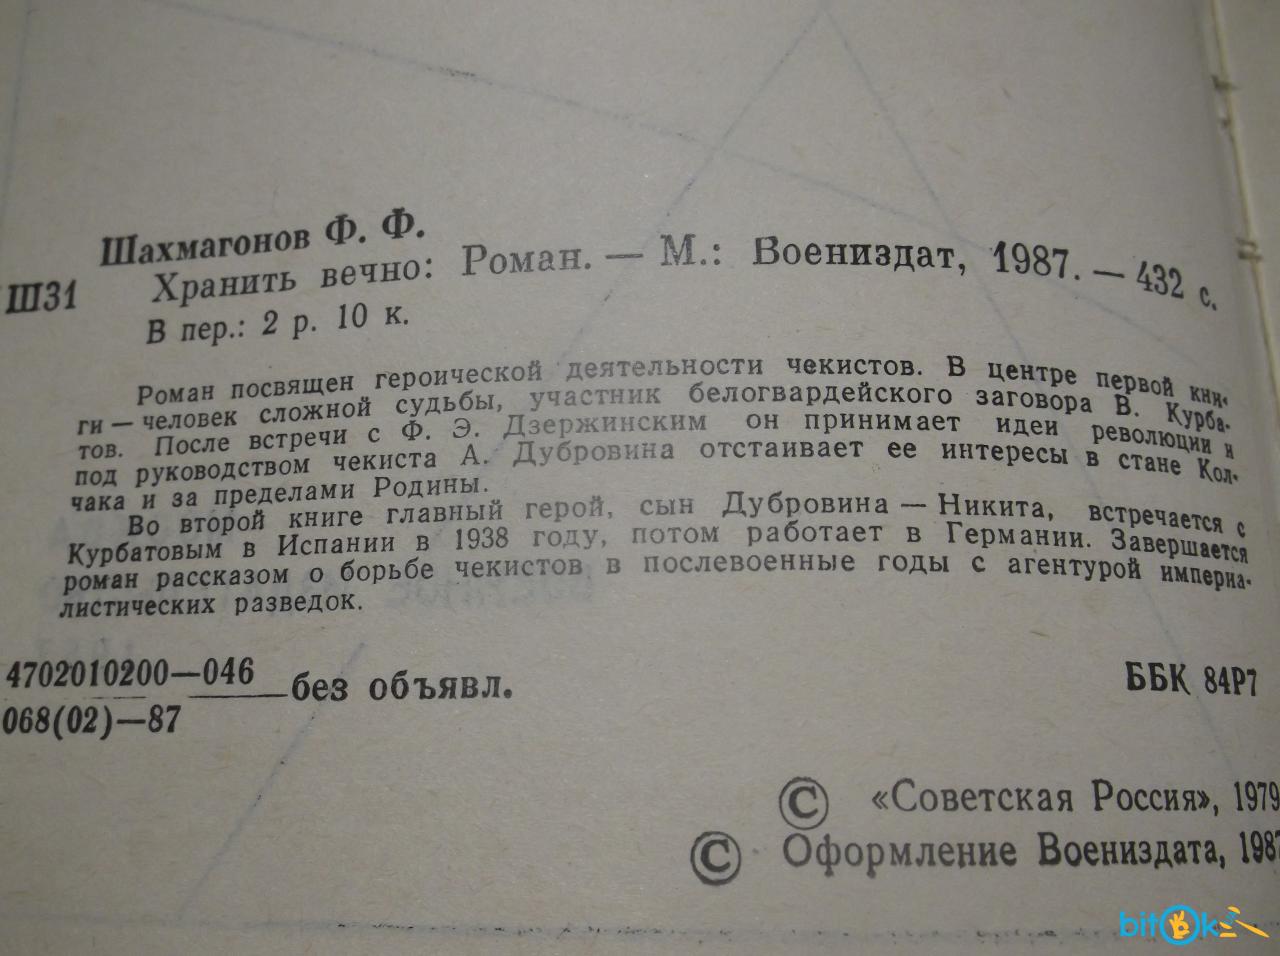 Шахмагонов Ф. Ф.
Ш31 Хранить вечно: Роман. — М.: Воениздат, 1987. — 432 с.
В пер.: 2 р. 10 к.
Роман посвящен героической деятельности чекистов. В центре первой кни-
ги — человек сложной судьбы, участник белогвардейского заговора В. Курба-
тов. После встречи с Ф. Э. Дзержинским он принимает идеи революции и
под руководством чекиста А. Дубровина отстаивает ее интересы в стане Кол-
чака и за пределами Родины.
Во второй книге главный герой, сын Дубровина — Никита, встречается с
Курбатовым в Испании в 1938 году, потом работает в Германии. Завершается
роман рассказом о борьбе чекистов в послевоенные годы с агентурой империа-
листических разведок.
4702010200—046
068(02)—87
без объявл.
ББК 84Р7
© «Советская Россия», 1979
© Оформление Воениздата, 1987
bitok